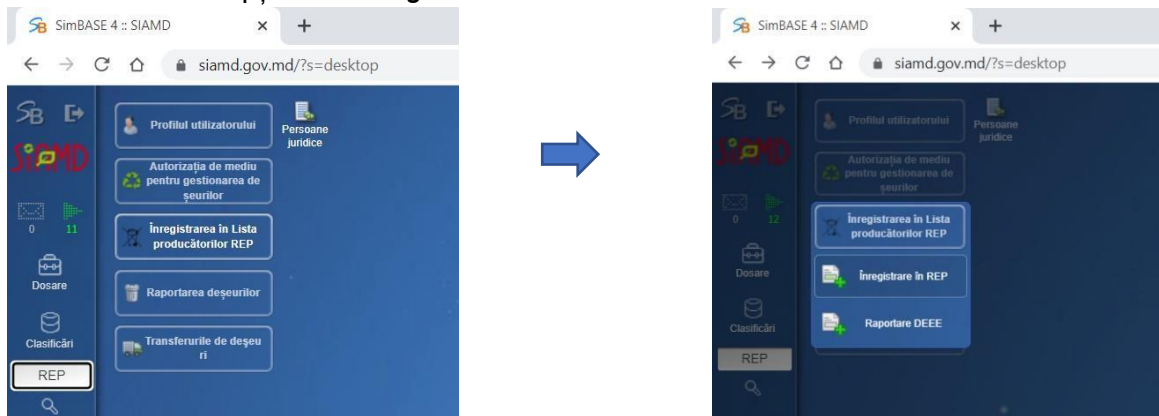 SimBASE 4 :: SIAMD
siamd.gov.md/?s=desktop
SB
SiAMD
0
11
Dosare
Clasificări
REP
Profilul utilizatorului
Autorizația de mediu
pentru gestionarea de
șeurilor
Înregistrarea în Lista
producătorilor REP
Raportarea deșeurilor
Transferurile de deșeu
ri
Persoane
juridice
SimBASE 4 :: SIAMD
siamd.gov.md/?s=desktop
SB
SiAMD
0
12
Dosare
Clasificări
REP
Profilul utilizatorului
Autorizația de mediu
pentru gestionarea de
șeurilor
Înregistrarea în Lista
producătorilor REP
Înregistrare în REP
Raportare DEEE
Persoane
juridice